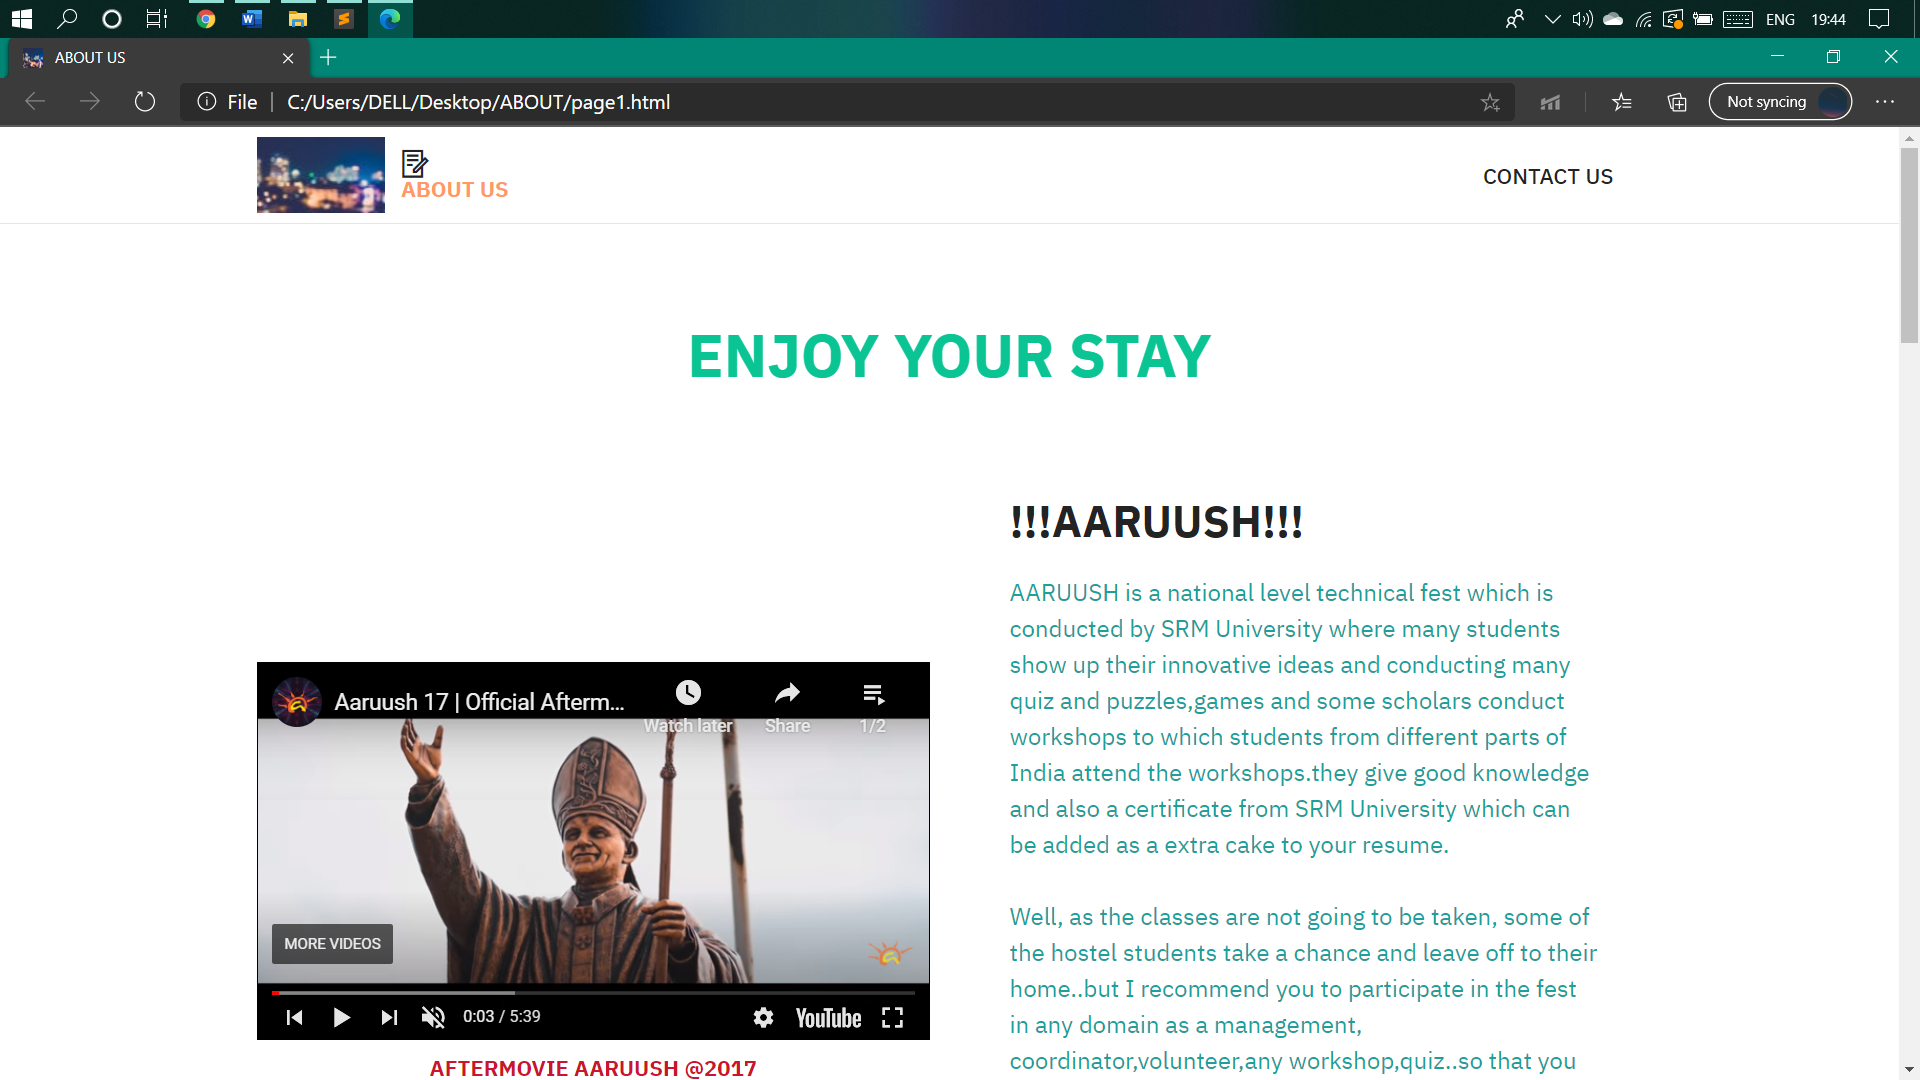 ENG 19:44
ABOUT US
File C:/Users/DELL/Desktop/ABOUT/page1.html
Not syncing
ABOUT US
CONTACT US
ENJOY YOUR STAY
Aaruush 17 | Official Afterm...
Watch later
Share
1/2
MORE VIDEOS
0:03 / 5:39
YouTube
AFTERMOVIE AARUUSH @2017
!!!AARUUSH!!!
AARUUSH is a national level technical fest which is
conducted by SRM University where many students
show up their innovative ideas and conducting many
quiz and puzzles,games and some scholars conduct
workshops to which students from different parts of
India attend the workshops.they give good knowledge
and also a certificate from SRM University which can
be added as a extra cake to your resume.
Well, as the classes are not going to be taken, some of
the hostel students take a chance and leave off to their
home..but I recommend you to participate in the fest
in any domain as a management,
coordinator,volunteer,any workshop,quiz..so that you